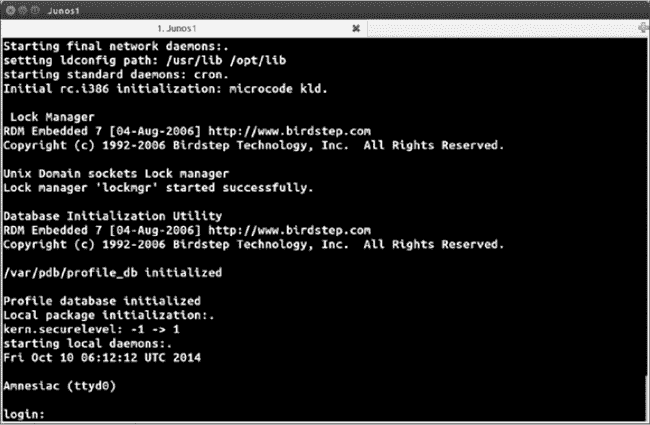 Junos1
1. Junos1
Starting final network daemons:.
setting ldconfig path: /usr/lib /opt/lib
starting standard daemons: cron.
Initial rc.i386 initialization: microcode kld.
Lock Manager
RDM Embedded 7 [04-Aug-2006] http://www.birdstep.com
Copyright (c) 1992-2006 Birdstep Technology, Inc.  All Rights Reserved.
Unix Domain sockets Lock manager
Lock manager 'lockmgr' started successfully.
Database Initialization Utility
RDM Embedded 7 [04-Aug-2006] http://www.birdstep.com
Copyright (c) 1992-2006 Birdstep Technology, Inc.  All Rights Reserved.
/var/pdb/profile_db initialized
Profile database initialized
Local package initialization:.
kern.securelevel: -1 -> 1
starting local daemons:.
Fri Oct 10 06:12:12 UTC 2014
Amnesiac (ttyd0)
login: